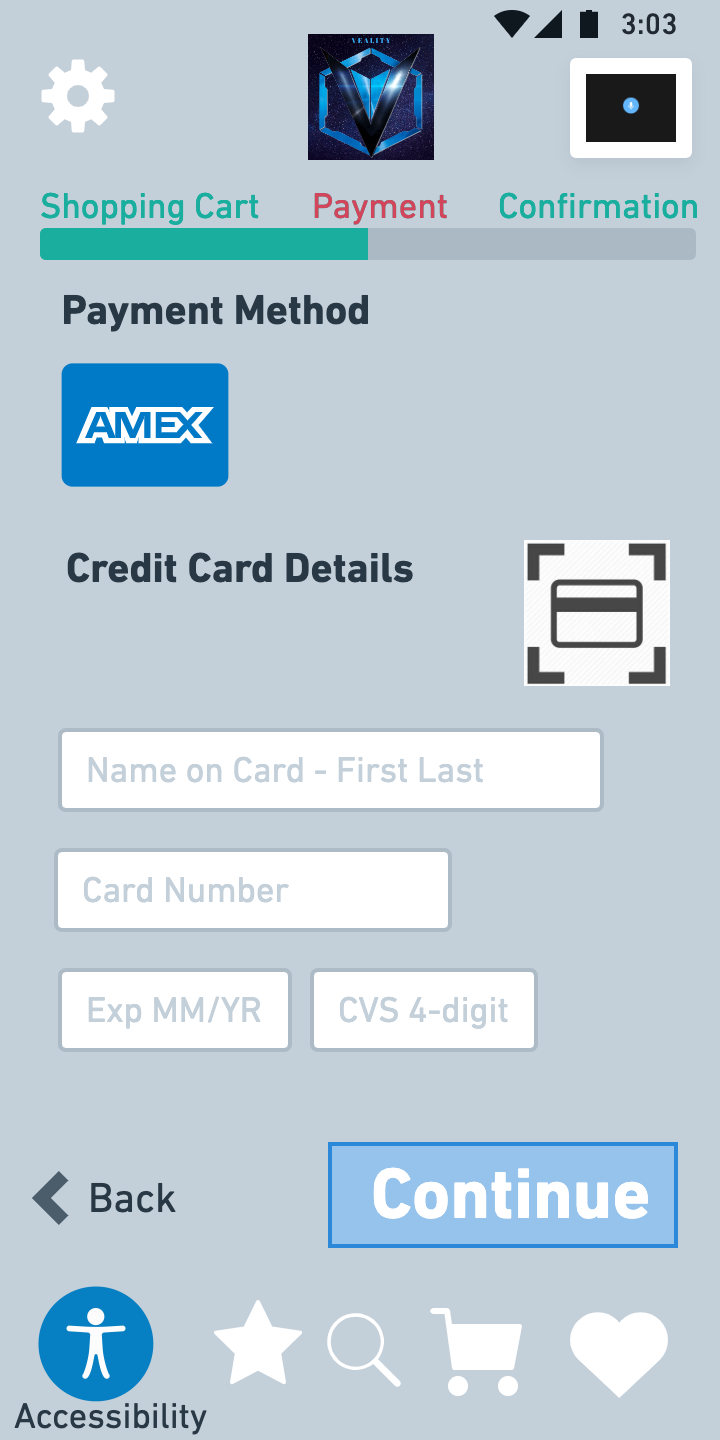 3:03
VEALITY
Shopping Cart Payment Confirmation
Payment Method
AMEX
Credit Card Details
Name on Card - First Last
Card Number
Exp MM/YR CVS 4-digit
Back Continue
Accessibility